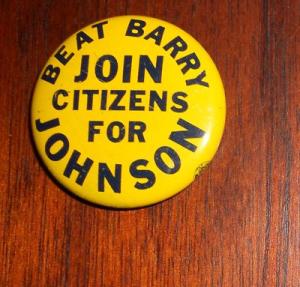 BEAT BARRY
JOIN
CITIZENS
FOR
JOHNSON